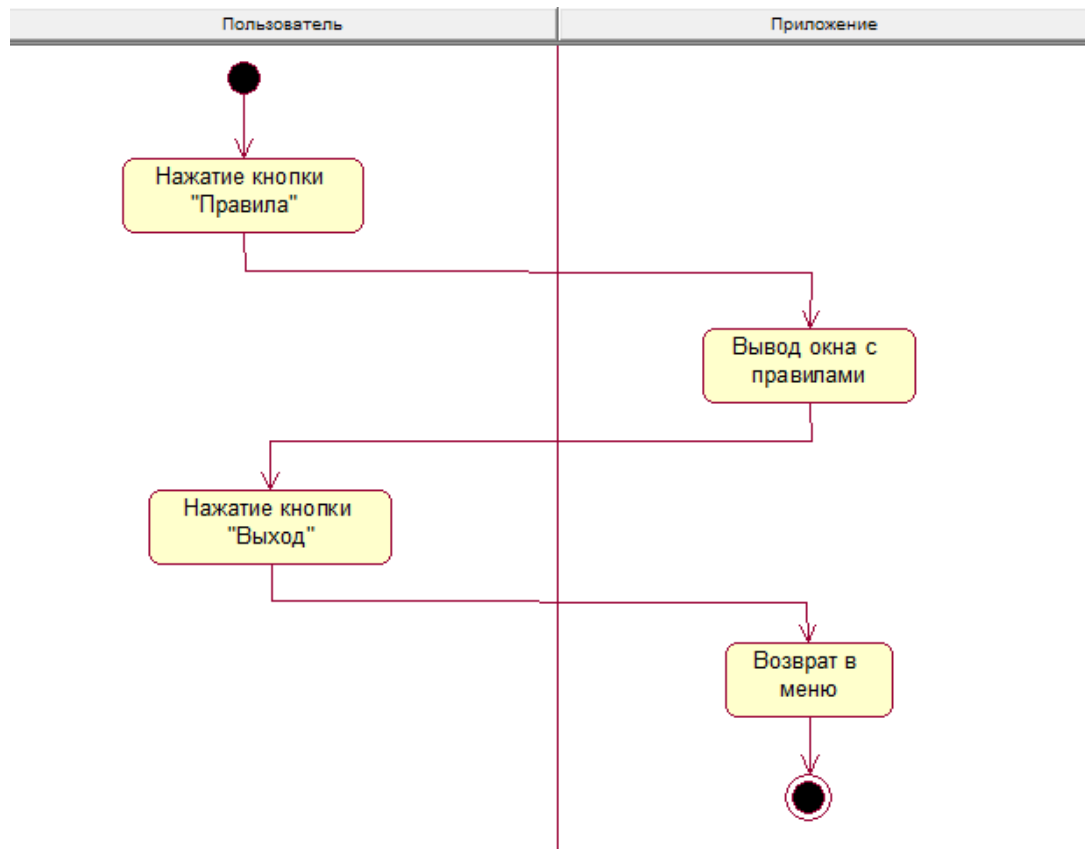 Пользователь
Приложение
Нажатие кнопки
"Правила"
Вывод окна с
правилами
Нажатие кнопки
"Выход"
Возврат в
меню